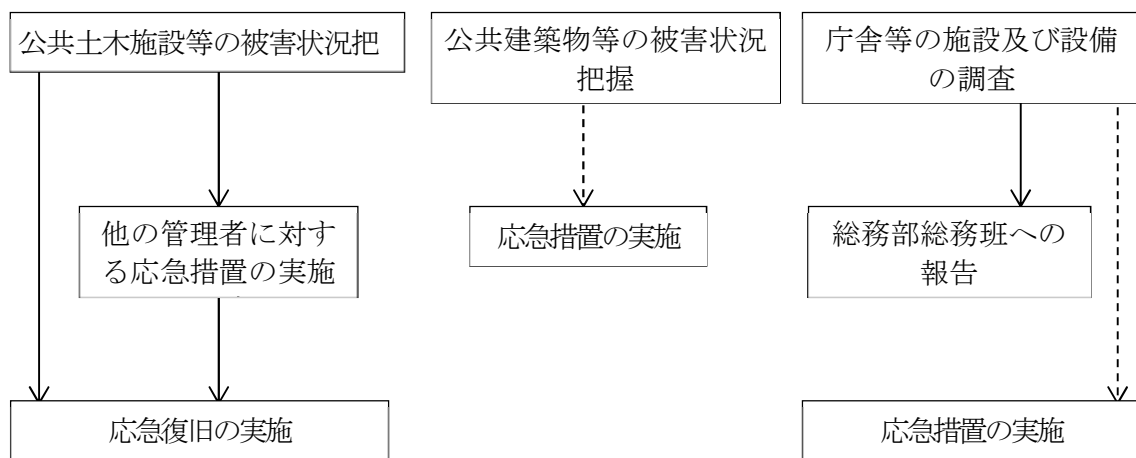 公共土木施設等の被害状況把
公共建築物等の被害状況
把握
庁舎等の施設及び設備
の調査
他の管理者に対す
る応急措置の実施
応急措置の実施
総務部総務班への
報告
応急復旧の実施
応急措置の実施